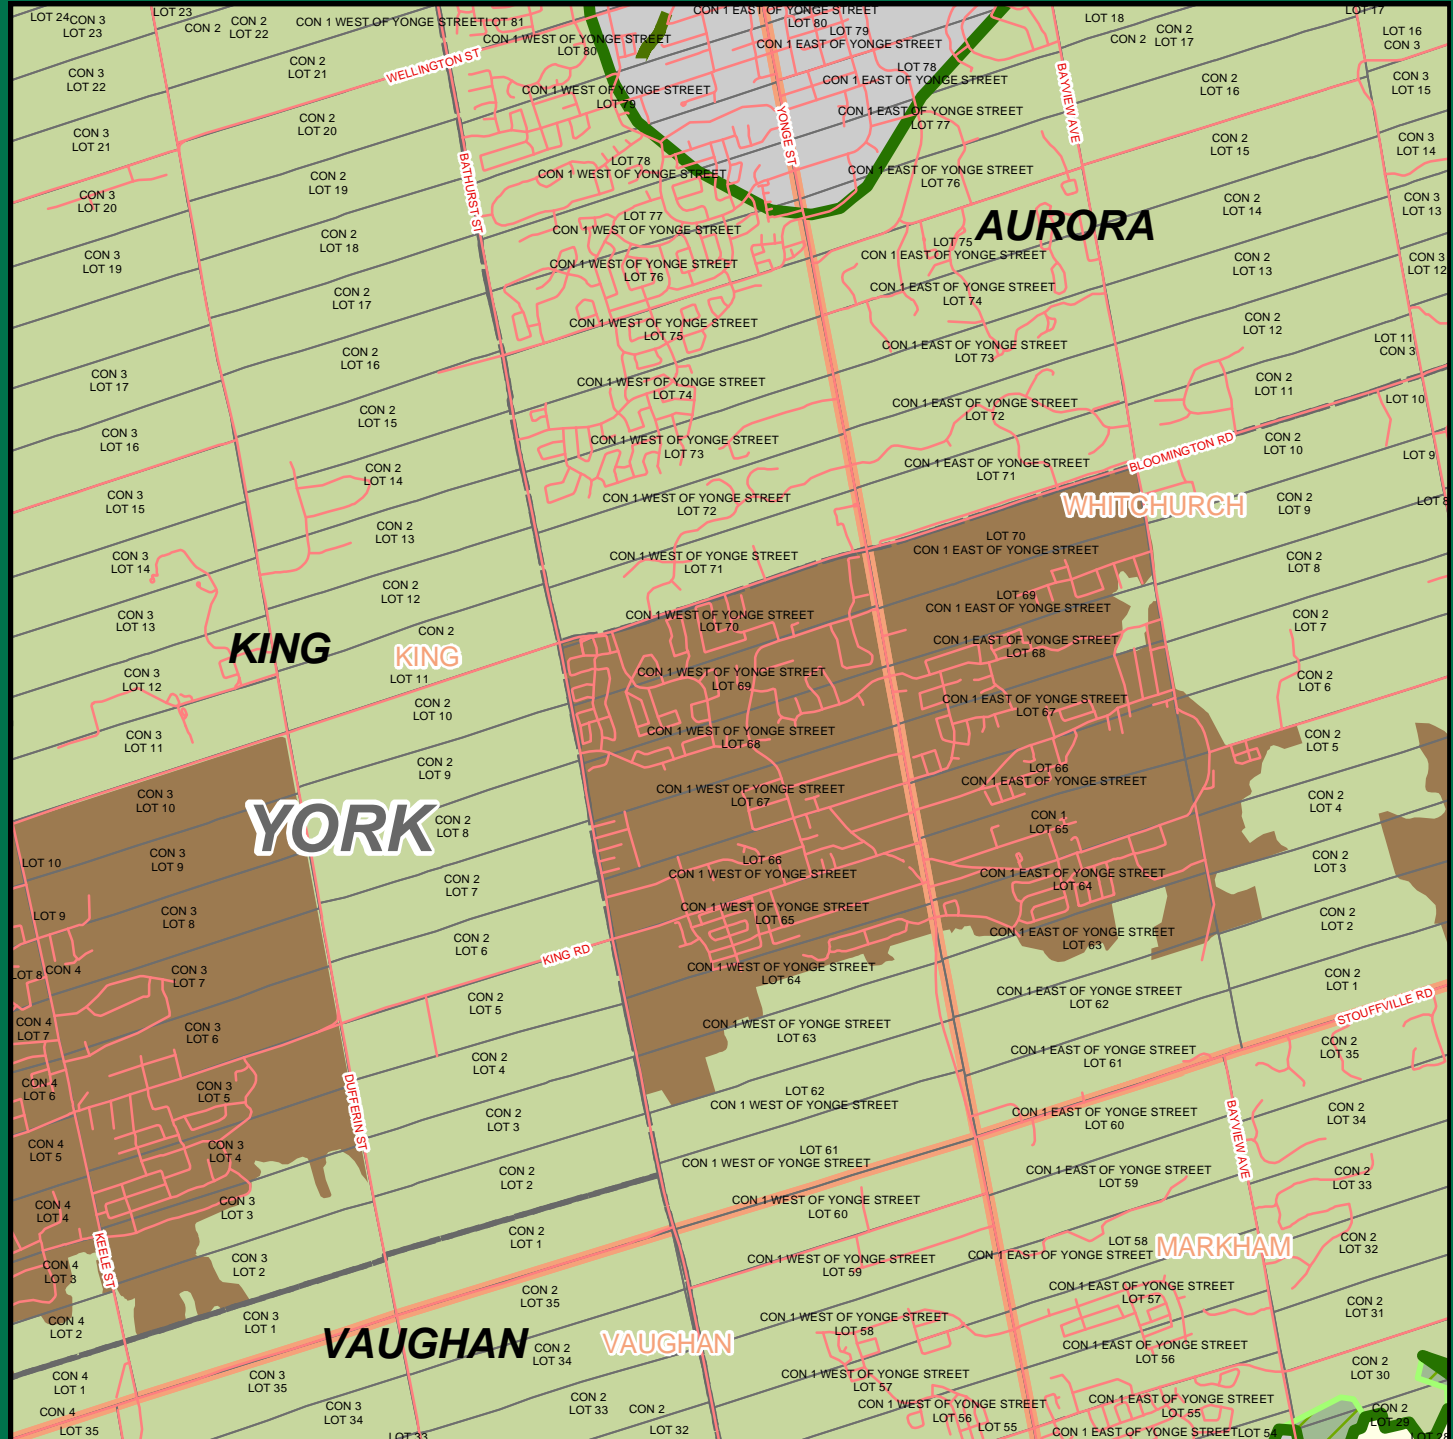 LOT 24
CON 3
LOT 23
LOT 23
CON 2
CON 2
LOT 22
CON 1 WEST OF YONGE STREET
LOT 81
CON 1 WEST OF YONGE STREET
LOT 80
CON 1 EAST OF YONGE STREET
LOT 80
LOT 79
CON 1 EAST OF YONGE STREET
LOT 18
CON 2
CON 2
LOT 17
LOT 17
LOT 16
CON 3
CON 3
LOT 22
CON 2
LOT 21
WELLINGTON ST
CON 1 WEST OF YONGE STREET
LOT 79
LOT 78
CON 1 EAST OF YONGE STREET
BAYVIEW AVE
CON 2
LOT 16
CON 3
LOT 15
CON 3
LOT 21
CON 2
LOT 20
YONGE ST
CON 1 EAST OF YONGE STREET
LOT 77
CON 2
LOT 15
CON 3
LOT 14
CON 3
LOT 20
CON 2
LOT 19
BATHURST ST
LOT 78
CON 1 WEST OF YONGE STREET
CON 1 EAST OF YONGE STREET
LOT 76
CON 2
LOT 14
CON 3
LOT 13
CON 3
LOT 19
CON 2
LOT 18
LOT 77
CON 1 WEST OF YONGE STREET
AURORA
LOT 75
CON 1 EAST OF YONGE STREET
CON 2
LOT 13
CON 3
LOT 12
CON 2
LOT 17
CON 1 WEST OF YONGE STREET
LOT 76
CON 1 EAST OF YONGE STREET
LOT 74
CON 2
LOT 12
LOT 11
CON 3
CON 3
LOT 17
CON 2
LOT 16
CON 1 WEST OF YONGE STREET
LOT 75
CON 1 EAST OF YONGE STREET
LOT 73
CON 2
LOT 11
LOT 10
CON 3
LOT 16
CON 2
LOT 15
CON 1 WEST OF YONGE STREET
LOT 74
CON 1 EAST OF YONGE STREET
LOT 72
BLOOMINGTON RD
CON 2
LOT 10
LOT 9
CON 3
LOT 15
CON 2
LOT 14
CON 1 WEST OF YONGE STREET
LOT 73
CON 1 EAST OF YONGE STREET
LOT 71
WHITCHURCH
CON 2
LOT 9
LOT 8
CON 3
LOT 14
CON 2
LOT 13
CON 1 WEST OF YONGE STREET
LOT 72
LOT 70
CON 1 EAST OF YONGE STREET
CON 2
LOT 8
CON 3
LOT 13
CON 2
LOT 12
CON 1 WEST OF YONGE STREET
LOT 71
LOT 69
CON 1 EAST OF YONGE STREET
CON 2
LOT 7
KING
CON 2
KING
LOT 11
CON 1 WEST OF YONGE STREET
LOT 70
CON 1 EAST OF YONGE STREET
LOT 68
CON 3
LOT 12
CON 2
LOT 10
CON 1 WEST OF YONGE STREET
LOT 69
CON 1 EAST OF YONGE STREET
LOT 67
CON 2
LOT 6
CON 3
LOT 11
CON 2
LOT 9
CON 1 WEST OF YONGE STREET
LOT 68
LOT 66
CON 1 EAST OF YONGE STREET
CON 2
LOT 5
CON 3
LOT 10
YORK
CON 2
LOT 8
CON 1 WEST OF YONGE STREET
LOT 67
CON 1
LOT 65
CON 2
LOT 4
LOT 10
CON 3
LOT 9
CON 2
LOT 7
LOT 66
CON 1 WEST OF YONGE STREET
CON 1 EAST OF YONGE STREET
LOT 64
CON 2
LOT 3
LOT 9
CON 3
LOT 8
CON 2
LOT 6
KING RD
CON 1 WEST OF YONGE STREET
LOT 65
CON 1 EAST OF YONGE STREET
LOT 63
CON 2
LOT 2
LOT 8
CON 4
CON 3
LOT 7
CON 2
LOT 5
CON 1 WEST OF YONGE STREET
LOT 64
CON 1 EAST OF YONGE STREET
LOT 62
CON 2
LOT 1
STOUFFVILLE RD
CON 4
LOT 7
CON 3
LOT 6
CON 2
LOT 4
CON 1 WEST OF YONGE STREET
LOT 63
CON 1 EAST OF YONGE STREET
LOT 61
CON 2
LOT 35
CON 4
LOT 6
CON 3
LOT 5
DUFFERIN ST
CON 2
LOT 3
LOT 62
CON 1 WEST OF YONGE STREET
CON 1 EAST OF YONGE STREET
LOT 60
BAYVIEW AVE
CON 2
LOT 34
CON 4
LOT 5
CON 3
LOT 4
CON 2
LOT 2
LOT 61
CON 1 WEST OF YONGE STREET
CON 1 EAST OF YONGE STREET
LOT 59
CON 2
LOT 33
CON 4
LOT 4
CON 3
LOT 3
CON 2
LOT 1
CON 1 WEST OF YONGE STREET
LOT 60
LOT 58
CON 1 EAST OF YONGE STREET
MARKHAM
CON 2
LOT 32
KEELE ST
CON 4
LOT 3
CON 3
LOT 2
CON 2
LOT 35
CON 1 WEST OF YONGE STREET
LOT 59
CON 1 EAST OF YONGE STREET
LOT 57
CON 2
LOT 31
CON 4
LOT 2
CON 3
LOT 1
VAUGHAN
CON 2
LOT 34
VAUGHAN
CON 1 WEST OF YONGE STREET
LOT 58
CON 1 EAST OF YONGE STREET
LOT 56
CON 2
LOT 30
CON 4
LOT 1
CON 3
LOT 35
CON 2
LOT 33
CON 1 WEST OF YONGE STREET
LOT 57
CON 1 EAST OF YONGE STREET
LOT 55
CON 2
LOT 29
CON 4
LOT 35
CON 3
LOT 34
LOT 33
CON 2
LOT 32
CON 1 WEST OF YONGE STREET
LOT 56
LOT 55
CON 1 EAST OF YONGE STREET
LOT 54
LOT 28